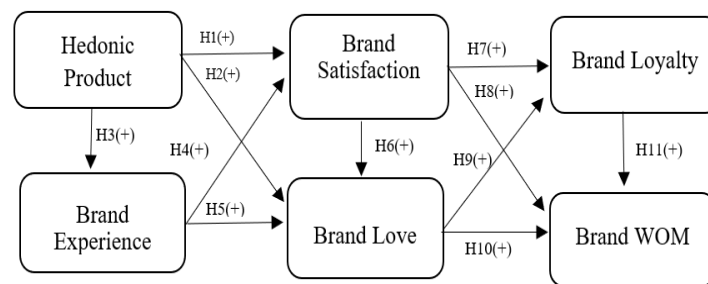 Hedonic
Product
H1(+)
H2(+)
Brand
Satisfaction
H7(+)
H8(+)
Brand Loyalty
H3(+)
H4(+)
H6(+)
H9(+)
H11(+)
Brand
Experience
H5(+)
Brand Love
H10(+)
Brand WOM